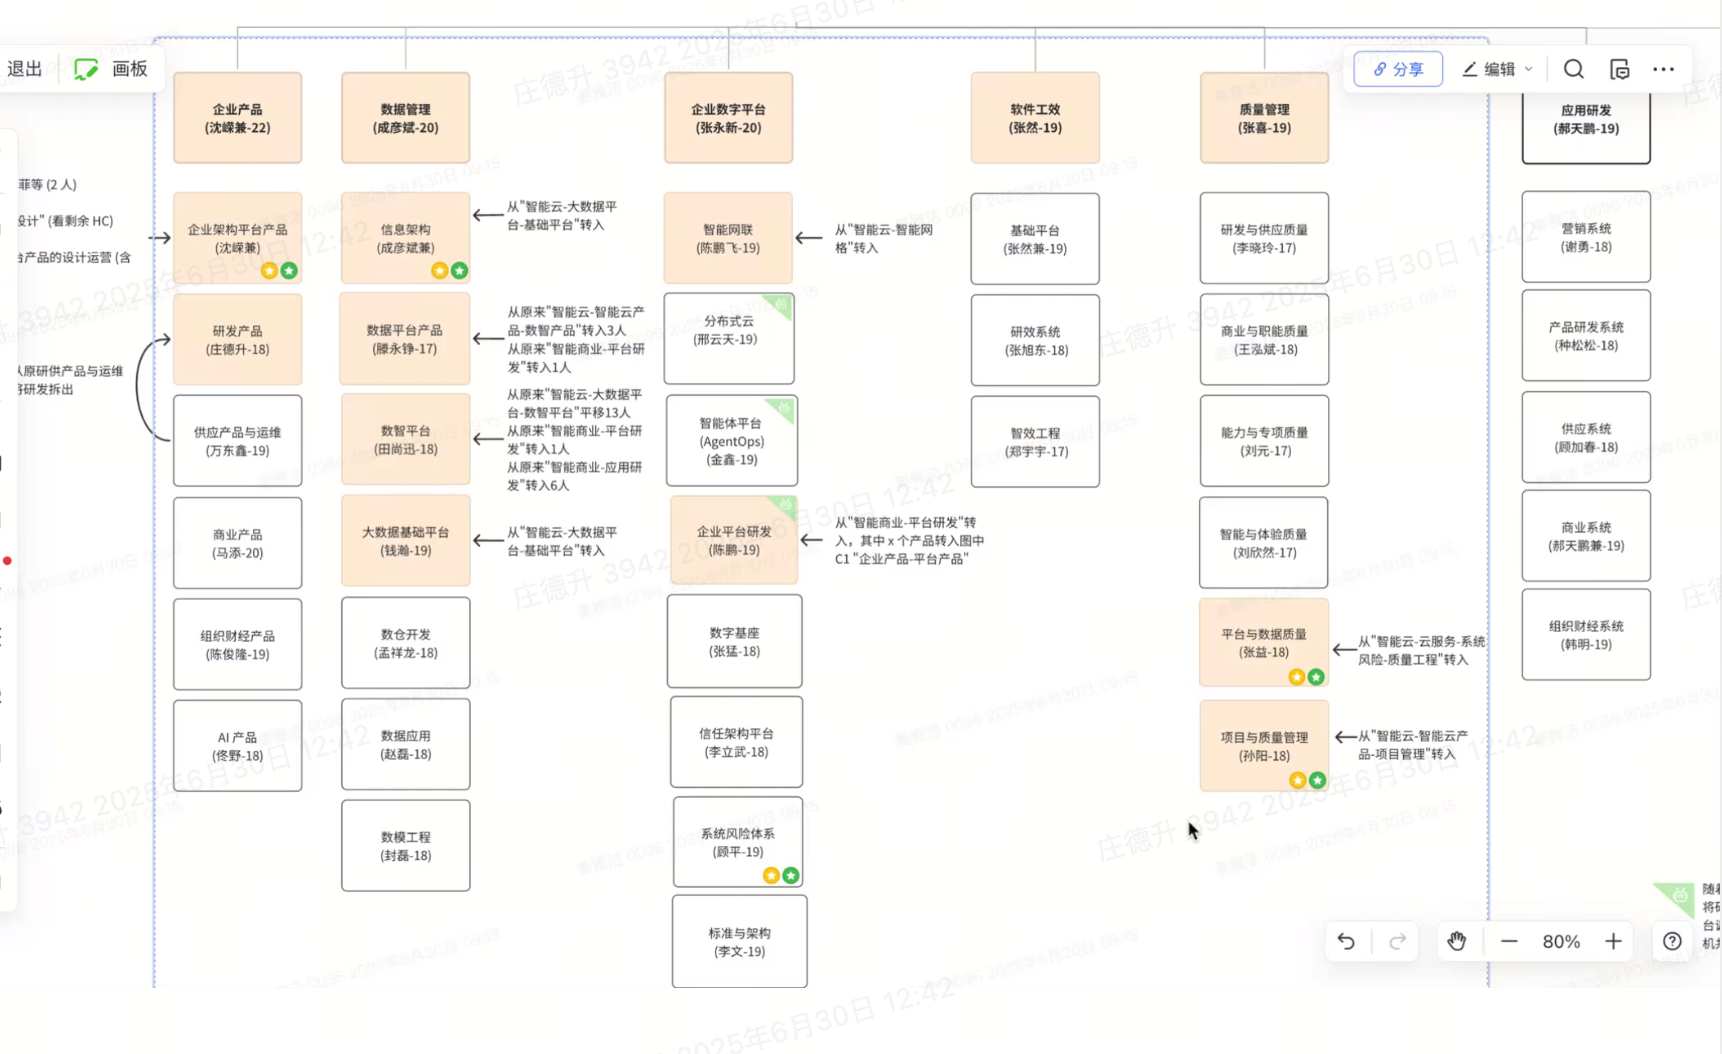 退出
画板
分享
编辑
企业产品
(沈嵘兼-22)
数据管理
(成彦斌-20)
企业数字平台
(张永新-20)
软件工效
(张然-19)
质量管理
(张喜-19)
应用研发
(郝天鹏-19)
菲等 (2 人)
设计" (看剩余 HC)
台产品的设计运营 (含
从原研供产品与运维
将研发拆出
企业架构平台产品
(沈嵘兼)
研发产品
(庄德升-18)
供应产品与运维
(万东鑫-19)
商业产品
(马添-20)
组织财经产品
(陈俊隆-19)
AI 产品
(佟野-18)
信息架构
(成彦斌兼)
从"智能云-大数据平
台-基础平台"转入
数据平台产品
(滕永铮-17)
从原来"智能云-智能云产
品-数智产品"转入3人
从原来"智能商业-平台研
发"转入1人
数智平台
(田尚迅-18)
从原来"智能云-大数据平
台-数智平台"平移13人
从原来"智能商业-平台研
发"转入1人
从原来"智能商业-应用研
发"转入6人
大数据基础平台
(钱瀚-19)
从"智能云-大数据平
台-基础平台"转入
数仓开发
(孟祥龙-18)
数据应用
(赵磊-18)
数模工程
(封磊-18)
智能网联
(陈鹏飞-19)
从"智能云-智能网
格"转入
分布式云
(邢云天-19)
智能体平台
(AgentOps)
(金鑫-19)
企业平台研发
(陈鹏-19)
从"智能商业-平台研发"转
入，其中 x 个产品转入图中
C1 "企业产品-平台产品"
数字基座
(张猛-18)
信任架构平台
(李立武-18)
系统风险体系
(顾平-19)
标准与架构
(李文-19)
基础平台
(张然兼-19)
研效系统
(张旭东-18)
智效工程
(郑宇宇-17)
研发与供应质量
(李晓玲-17)
商业与职能质量
(王泓斌-18)
能力与专项质量
(刘元-17)
智能与体验质量
(刘欣然-17)
平台与数据质量
(张益-18)
从"智能云-云服务-系统
风险-质量工程"转入
项目与质量管理
(孙阳-18)
从"智能云-智能云产
品-项目管理"转入
营销系统
(谢勇-18)
产品研发系统
(种松松-18)
供应系统
(顾加春-18)
商业系统
(郝天鹏兼-19)
组织财经系统
(韩明-19)
随着
将研
台
机共
80%
庄德升 3942 2025年6月30日 12:42